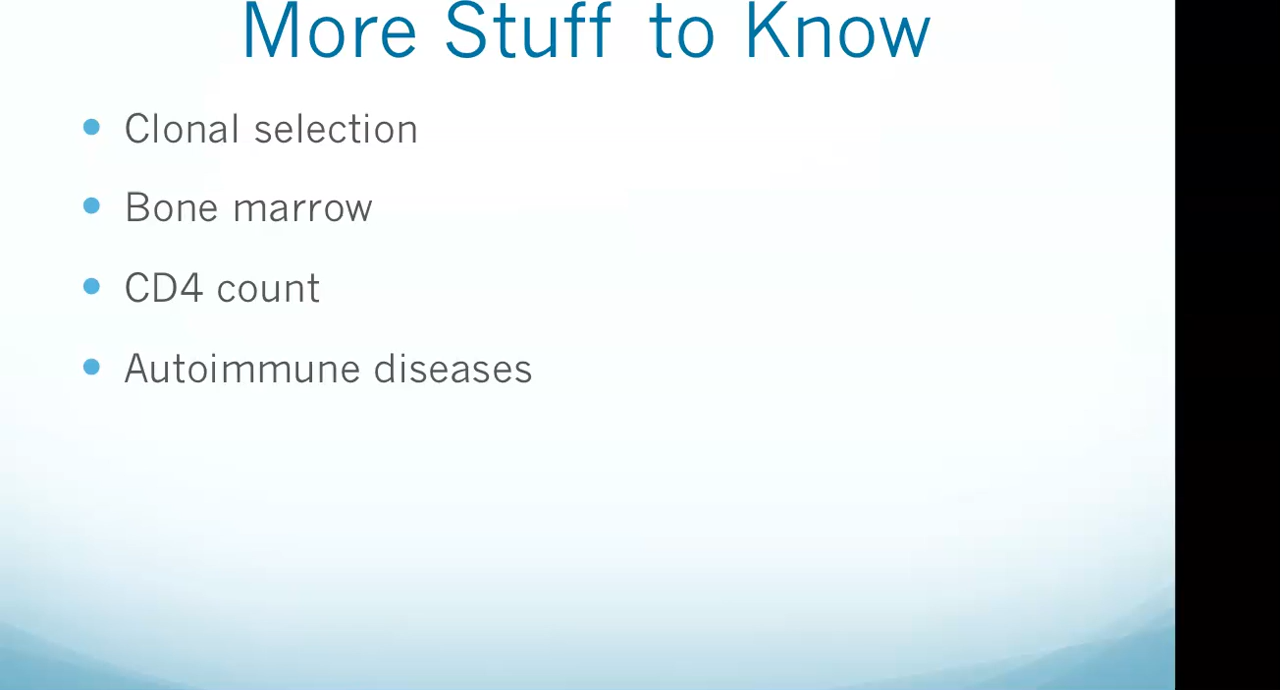 More Stuff to Know
• Clonal selection
• Bone marrow
• CD4 count
• Autoimmune diseases